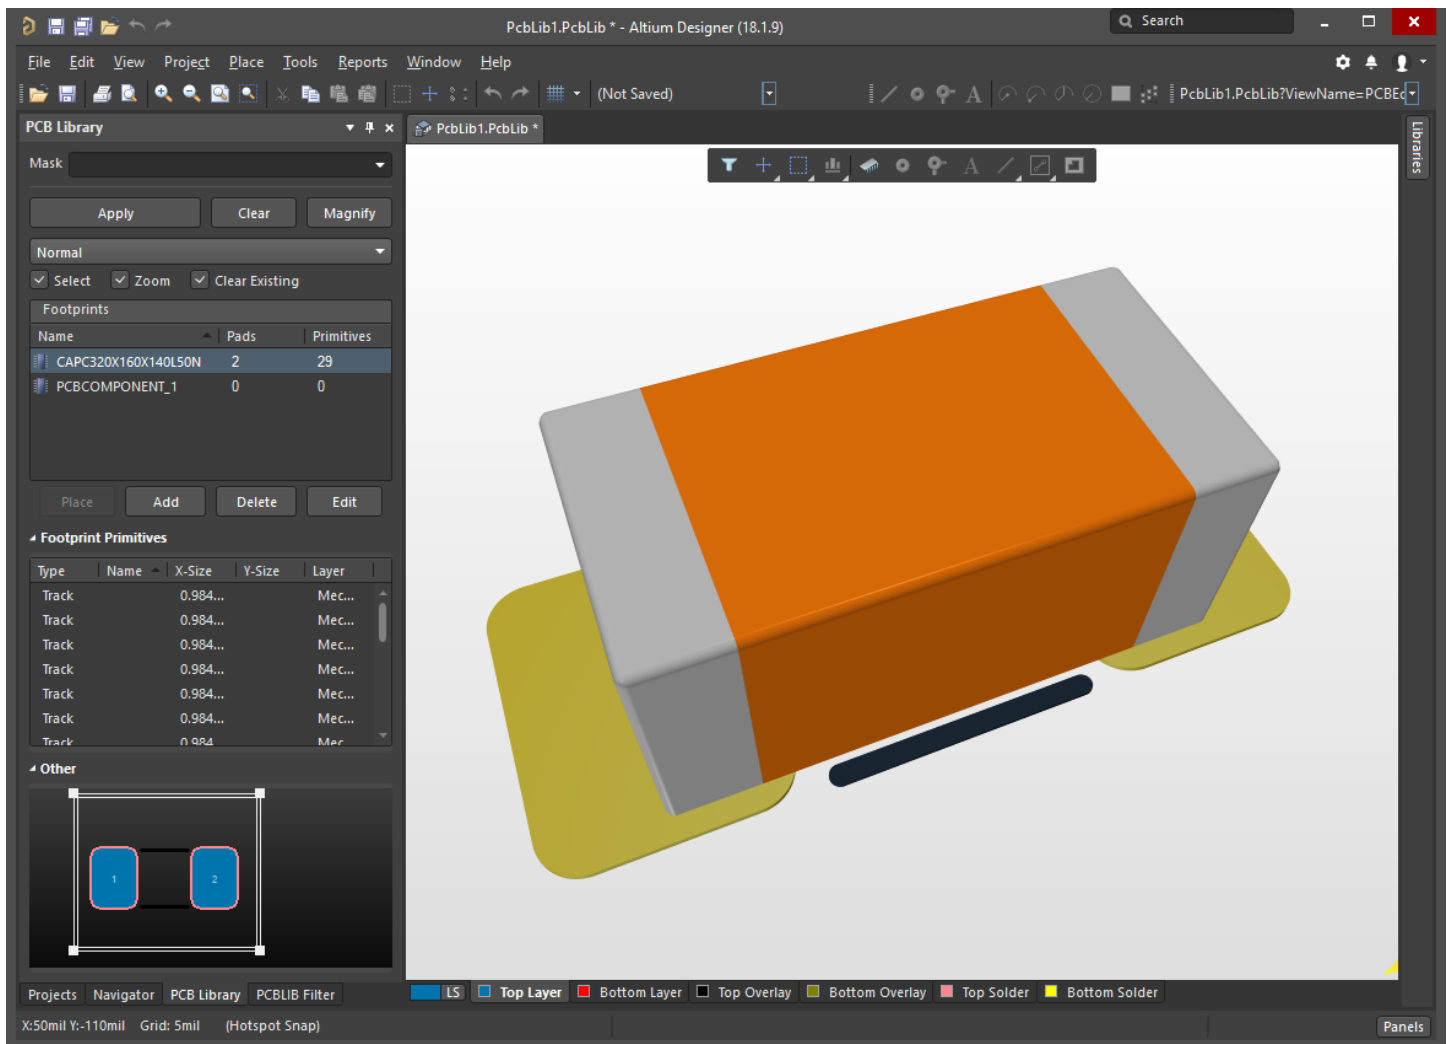 PcbLib1.PcbLib * - Altium Designer (18.1.9)
Search
File Edit View Project Place Tools Reports Window Help
(Not Saved)
A
PcbLib1.PcbLib?ViewName=PCBEd
PCB Library
PcbLib1.PcbLib *
Libraries
Mask
A
Apply Clear Magnify
Normal
Select Zoom Clear Existing
Footprints
Name Pads Primitives
CAPC320X160X140L50N 2 29
PCBCOMPONENT_1 0 0
Place Add Delete Edit
Footprint Primitives
Type Name X-Size Y-Size Layer
Track 0.984... Mec...
Track 0.984... Mec...
Track 0.984... Mec...
Track 0.984... Mec...
Track 0.984... Mec...
Track 0.984... Mec...
Track 0.984 Mec
Other
1 2
Projects Navigator PCB Library PCBLIB Filter
LS Top Layer Bottom Layer Top Overlay Bottom Overlay Top Solder Bottom Solder
X:50mil Y:-110mil Grid: 5mil (Hotspot Snap)
Panels